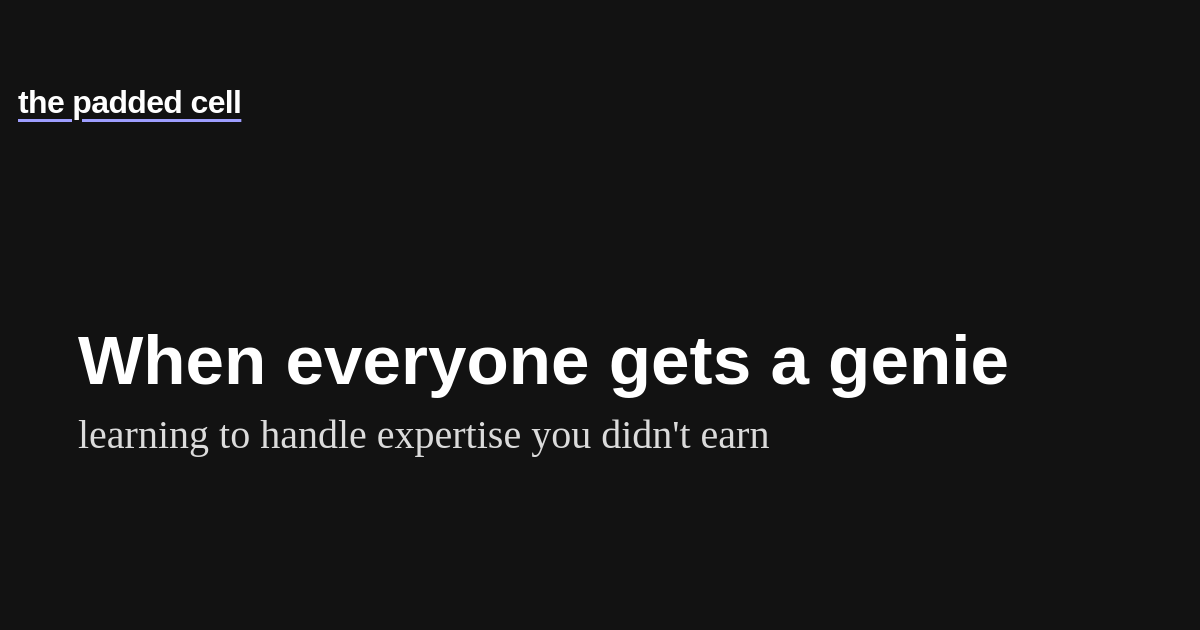 the padded cell
When everyone gets a genie
learning to handle expertise you didn't earn